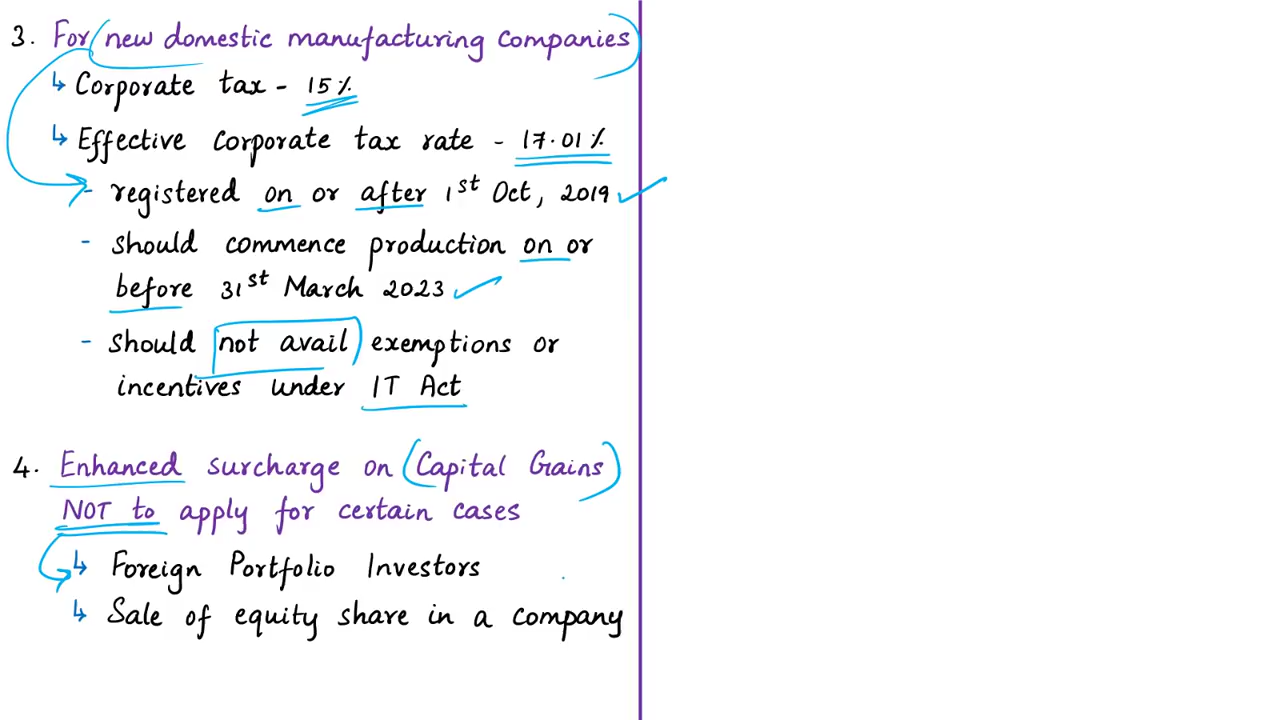 3. For (new domestic manufacturing companies)
↳ Corporate tax - 15%
↳ Effective corporate tax rate - 17.01%
- registered on or after 1st Oct, 2019 ✓
- should commence production on or
before 31st March 2023 ✓
- should not avail exemptions or
incentives under IT Act
4. Enhanced surcharge on (Capital Gains)
NOT to apply for certain cases
↳ Foreign Portfolio Investors
↳ Sale of equity share in a company